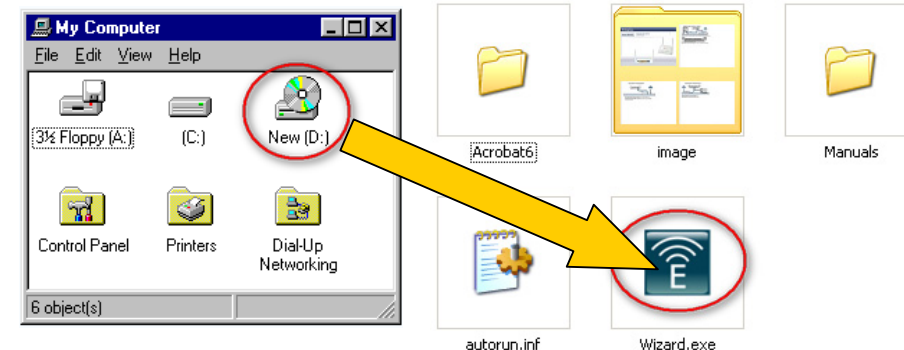 My Computer
File Edit View Help
3½ Floppy (A:) (C:) New (D:)
Control Panel Printers Dial-Up
Networking
6 object(s)
Acrobat6 image Manuals
E
autorun.inf Wizard.exe